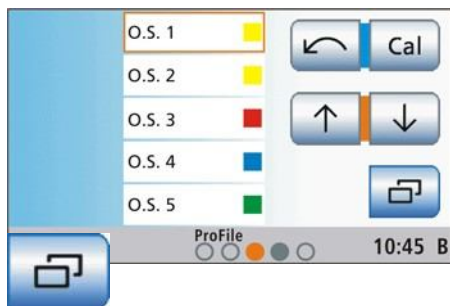 O.S. 1
Cal
O.S. 2
O.S. 3
O.S. 4
O.S. 5
ProFile
10:45 B